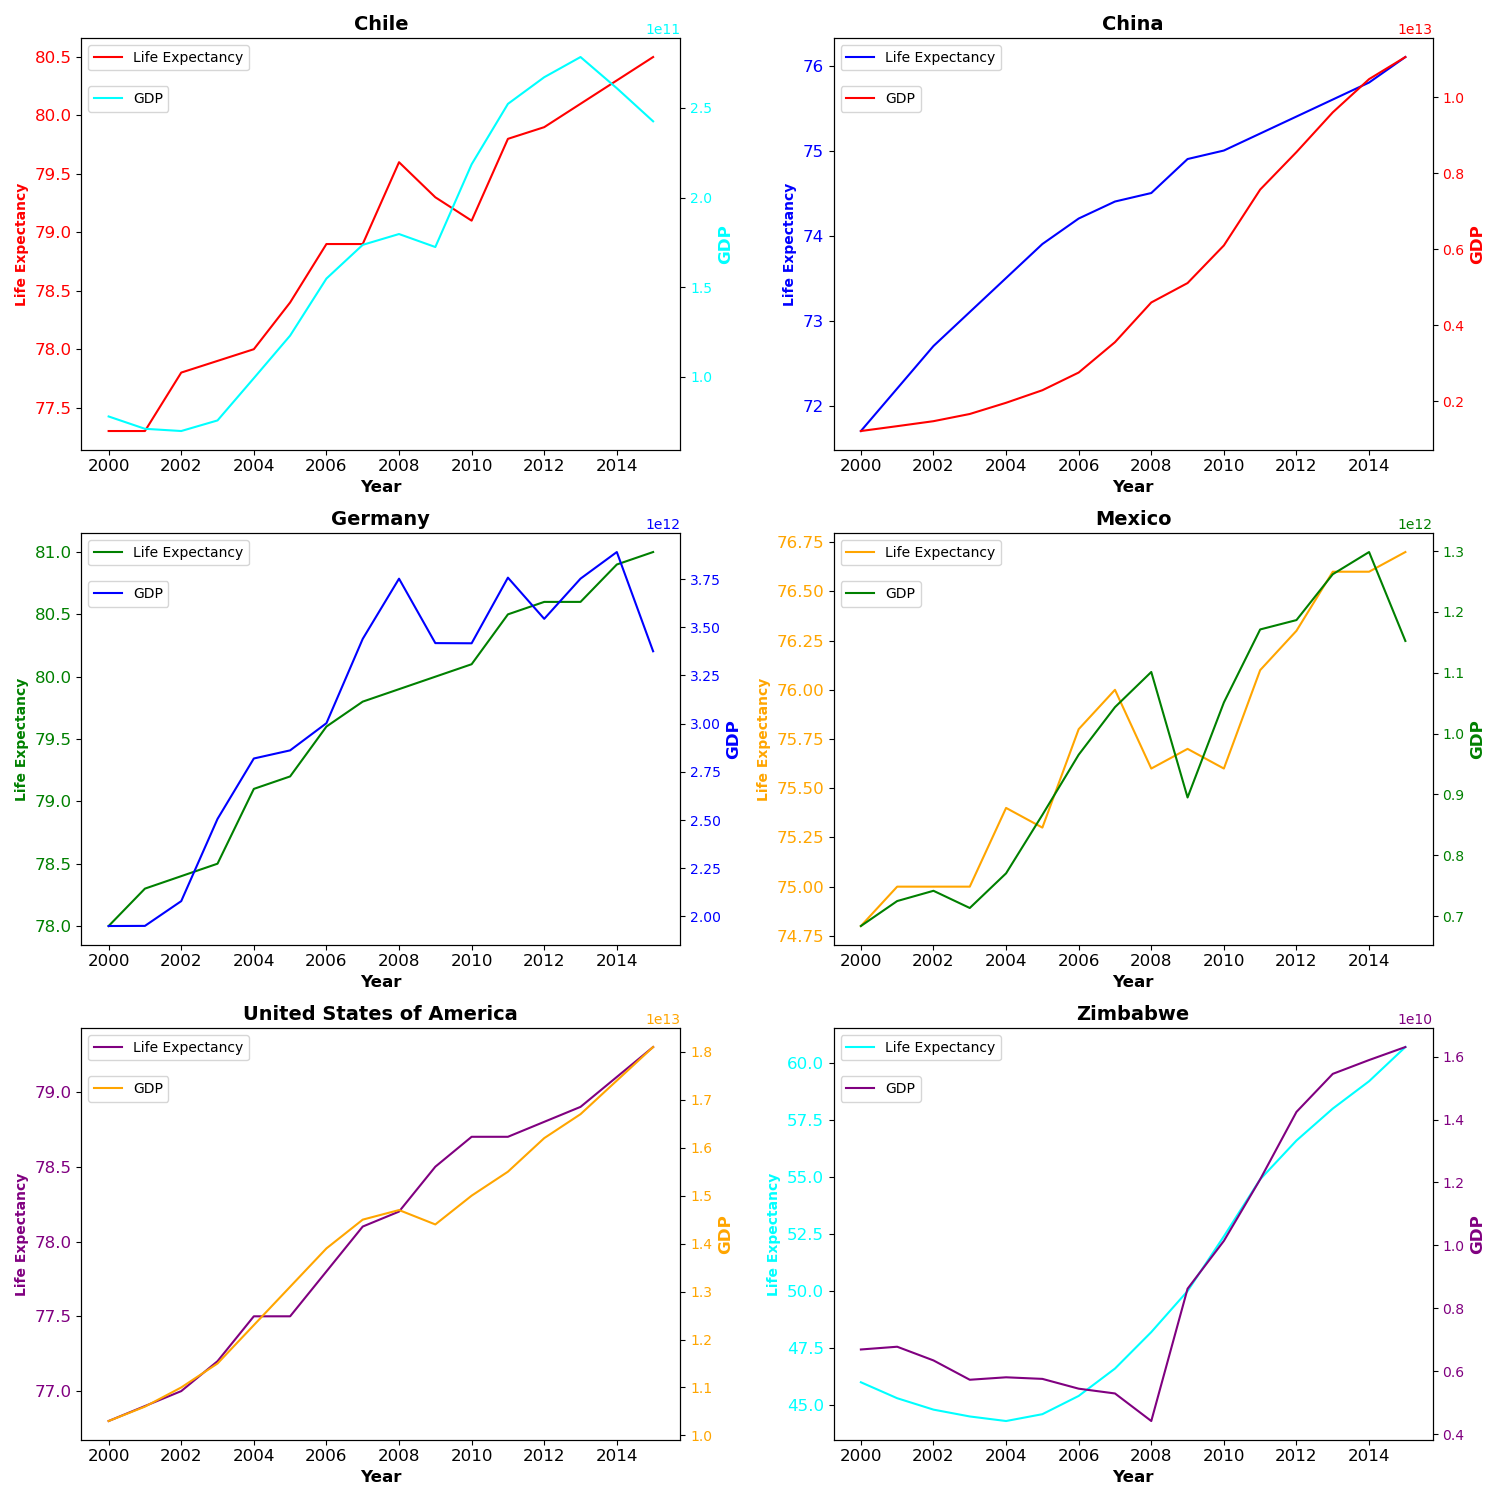 Chile
1e11
Life Expectancy
GDP
80.5
80.0
79.5
79.0
78.5
78.0
77.5
Life Expectancy
2.5
2.0
1.5
1.0
GDP
2000 2002 2004 2006 2008 2010 2012 2014
Year
China
1e13
Life Expectancy
GDP
76
75
74
73
72
Life Expectancy
1.0
0.8
0.6
0.4
0.2
GDP
2000 2002 2004 2006 2008 2010 2012 2014
Year
Germany
1e12
Life Expectancy
GDP
81.0
80.5
80.0
79.5
79.0
78.5
78.0
Life Expectancy
3.75
3.50
3.25
3.00
2.75
2.50
2.25
2.00
GDP
2000 2002 2004 2006 2008 2010 2012 2014
Year
Mexico
1e12
Life Expectancy
GDP
76.75
76.50
76.25
76.00
75.75
75.50
75.25
75.00
74.75
Life Expectancy
1.3
1.2
1.1
1.0
0.9
0.8
0.7
GDP
2000 2002 2004 2006 2008 2010 2012 2014
Year
United States of America
1e13
Life Expectancy
GDP
79.0
78.5
78.0
77.5
77.0
Life Expectancy
1.8
1.7
1.6
1.5
1.4
1.3
1.2
1.1
1.0
GDP
2000 2002 2004 2006 2008 2010 2012 2014
Year
Zimbabwe
1e10
Life Expectancy
GDP
60.0
57.5
55.0
52.5
50.0
47.5
45.0
Life Expectancy
1.6
1.4
1.2
1.0
0.8
0.6
0.4
GDP
2000 2002 2004 2006 2008 2010 2012 2014
Year